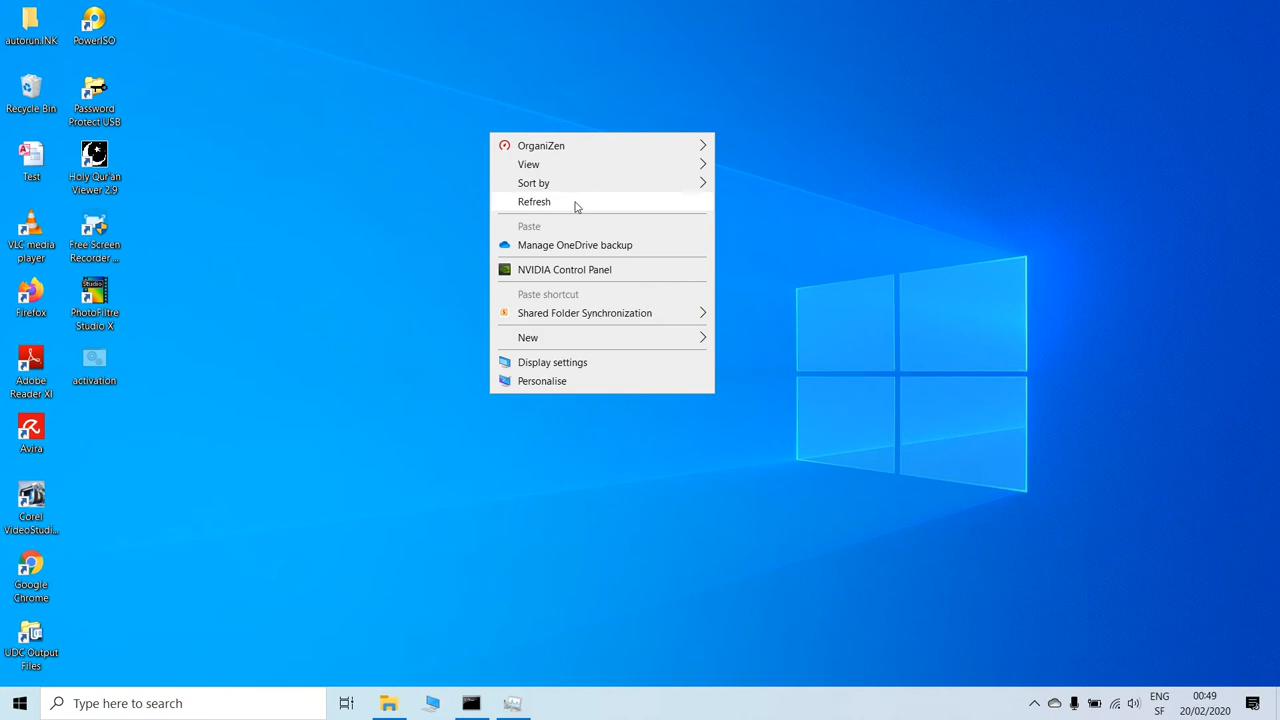 autorun.INK
PowerISO
Recycle Bin
Password
Protect USB
Test
Holy Qur'än
Viewer 2.9
VLC media
player
Free Screen
Recorder ...
Firefox
PhotoFiltre
Studio X
Studio
Adobe
Reader XI
activation
Avira
Corel
VideoStudi...
Google
Chrome
UDC Output
Files
OrganiZen
View
Sort by
Refresh
Paste
Manage OneDrive backup
NVIDIA Control Panel
Paste shortcut
Shared Folder Synchronization
New
Display settings
Personalise
Type here to search
ENG
SF
00:49
20/02/2020